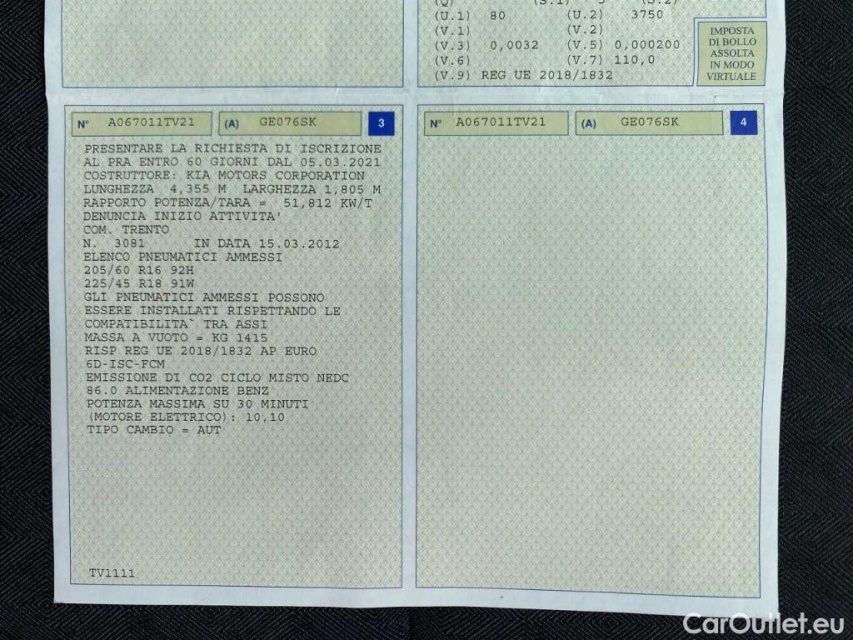 (U.1) 80 (U.2) 3750
(V.1) (V.2)
(V.3) 0,0032 (V.5) 0,000200
(V.6) (V.7) 110,0
(V.9) REG UE 2018/1832
IMPOSTA
DI BOLLO
ASSOLTA
IN MODO
VIRTUALE
N° A067011TV21 (A) GE076SK 3
PRESENTARE LA RICHIESTA DI ISCRIZIONE
AL PRA ENTRO 60 GIORNI DAL 05.03.2021
COSTRUTTORE: KIA MOTORS CORPORATION
LUNGHEZZA 4,355 M LARGHEZZA 1,805 M
RAPPORTO POTENZA/TARA = 51,812 KW/T
DENUNCIA INIZIO ATTIVITA'
COM. TRENTO
N. 3081 IN DATA 15.03.2012
ELENCO PNEUMATICI AMMESSI
205/60 R16 92H
225/45 R18 91W
GLI PNEUMATICI AMMESSI POSSONO
ESSERE INSTALLATI RISPETTANDO LE
COMPATIBILITA` TRA ASSI
MASSA A VUOTO = KG 1415
RISP REG UE 2018/1832 AP EURO
6D-ISC-FCM
EMISSIONE DI CO2 CICLO MISTO NEDC
86.0 ALIMENTAZIONE BENZ
POTENZA MASSIMA SU 30 MINUTI
(MOTORE ELETTRICO): 10,10
TIPO CAMBIO = AUT
TV1111
N° A067011TV21 (A) GE076SK 4
CarOutlet.eu